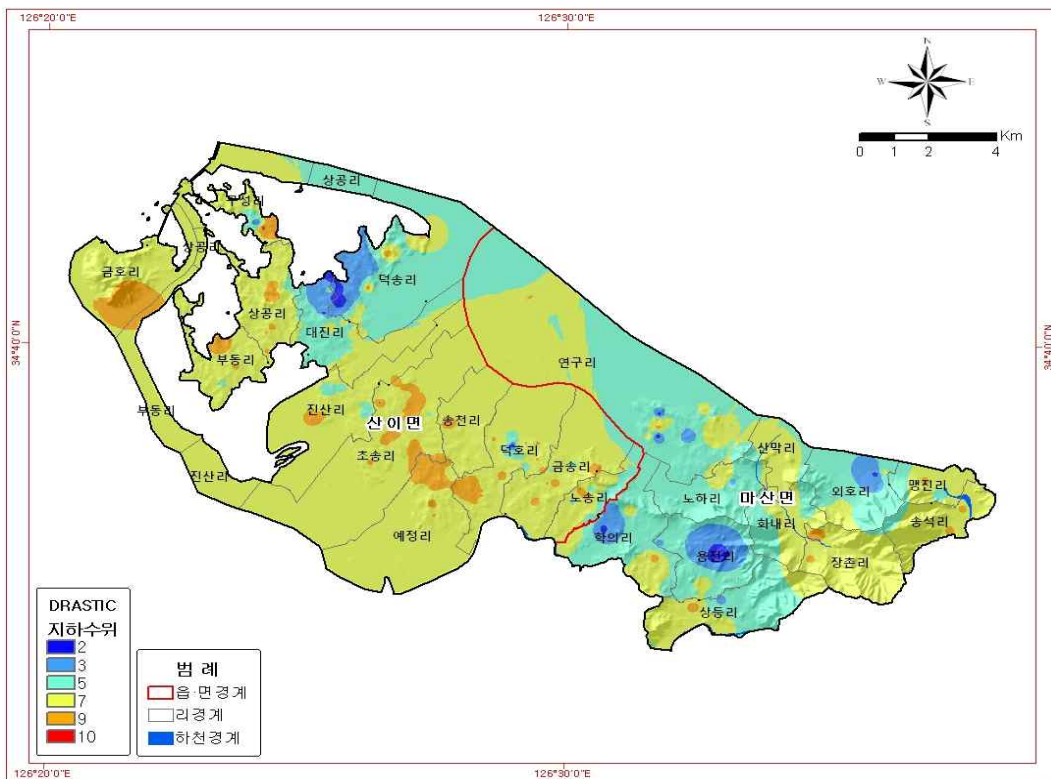 126°20'0"E
126°30'0"E
N
W
E
S
Km
0 1 2 4
34°40'0"N
34°40'0"N
상공리
구성리
상공리
금호리
덕송리
상공리
대진리
부동리
연구리
부동리
진산리
산이면
송천리
초송리
덕호리
금송리
산막리
진산리
노송리
노하리
마산면
외호리
맹진리
송석리
화내리
예정리
학의리
용전리
장촌리
상등리
DRASTIC
지하수위
2
3
5
7
9
10
범 례
읍·면경계
리경계
하천경계
126°20'0"E
126°30'0"E